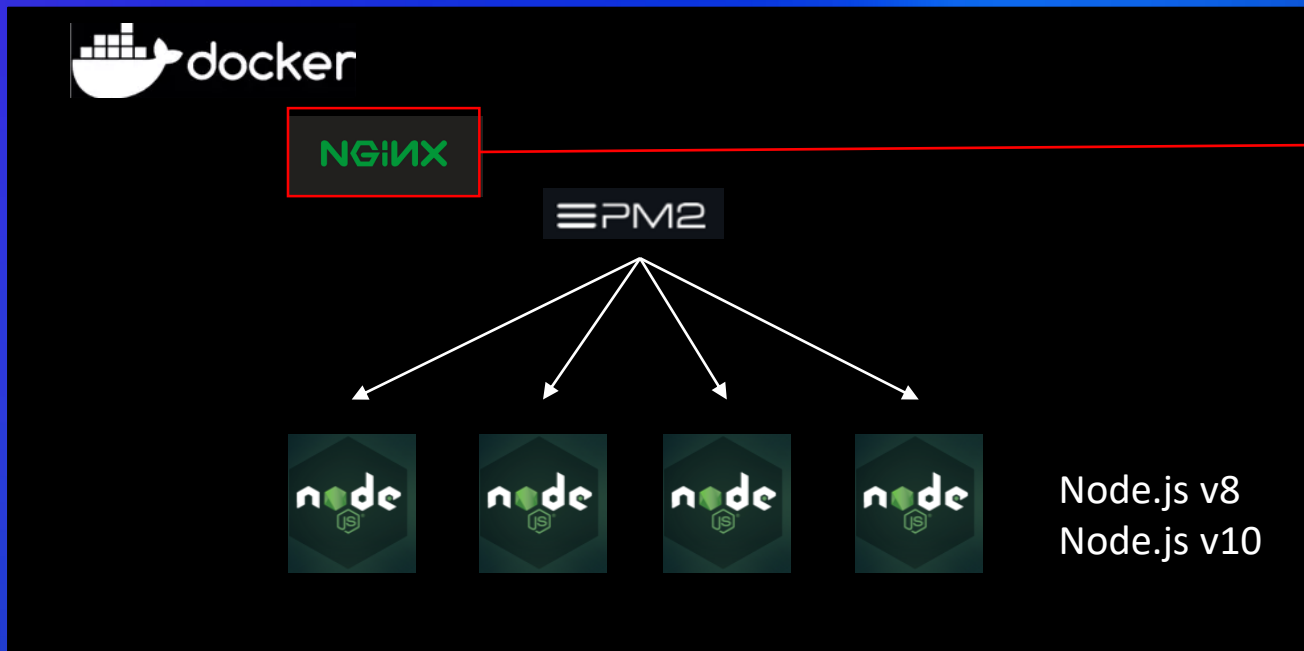 docker
NGINX
PM2
node
JS
node
JS
node
JS
node
JS
Node.js v8
Node.js v10